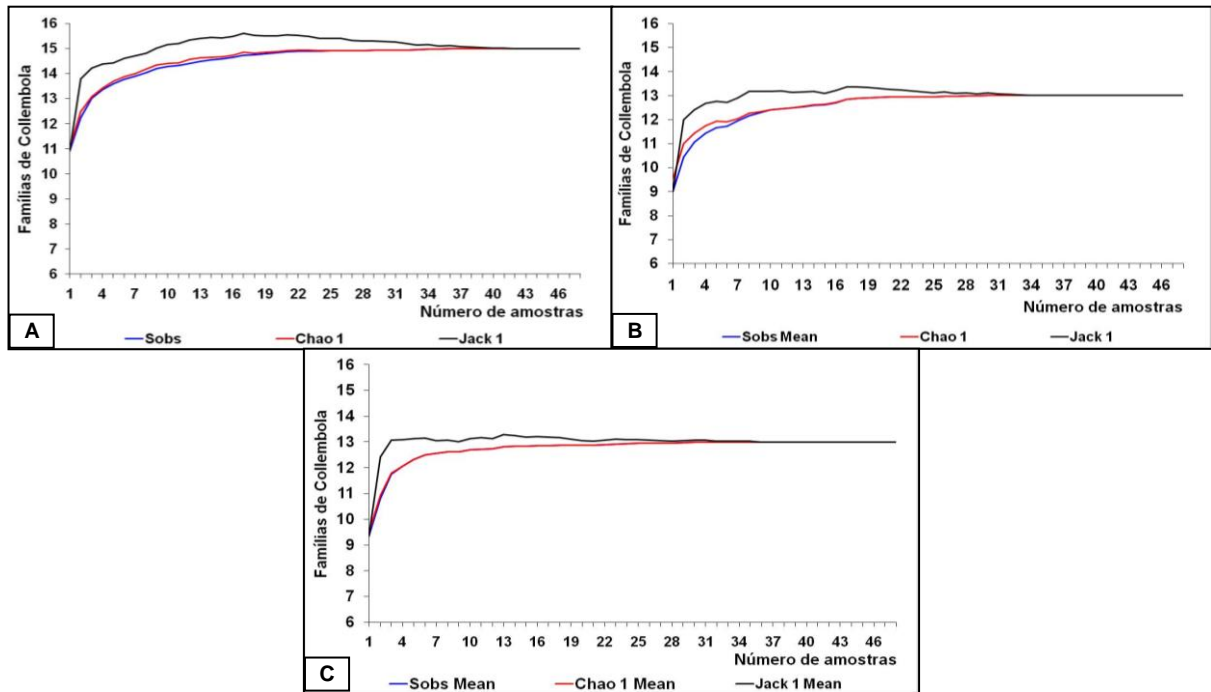 16
15
14
13
12
11
10
9
8
7
6
Famílias de Collembola
1 4 7 10 13 16 19 22 25 28 31 34 37 40 43 46
Número de amostras
A
Sobs Chao 1 Jack 1
16
15
14
13
12
11
10
9
8
7
6
Famílias de Collembola
1 4 7 10 13 16 19 22 25 28 31 34 37 40 43 46
Número de amostras
B
Sobs Mean Chao 1 Jack 1
16
15
14
13
12
11
10
9
8
7
6
Famílias de Collembola
1 4 7 10 13 16 19 22 25 28 31 34 37 40 43 46
Número de amostras
C
Sobs Mean Chao 1 Mean Jack 1 Mean